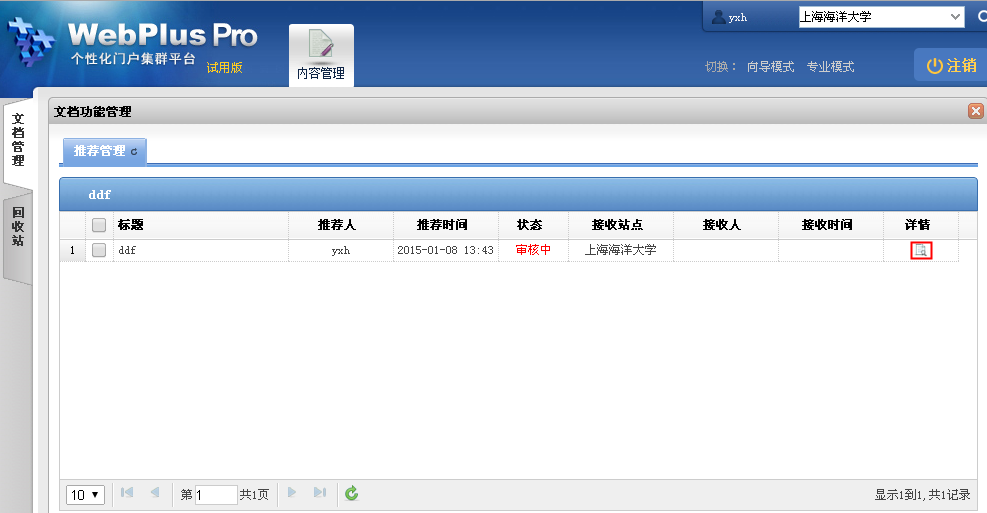 yxh 上海海洋大学
WebPlus Pro
个性化门户集群平台 试用版
内容管理
切换： 向导模式 专业模式 注销
文档管理
回收站
文档功能管理
推荐管理
ddf
标题 推荐人 推荐时间 状态 接收站点 接收人 接收时间 详情
1 ddf yxh 2015-01-08 13:43 审核中 上海海洋大学
10 第 1 共1页 显示1到1, 共1记录